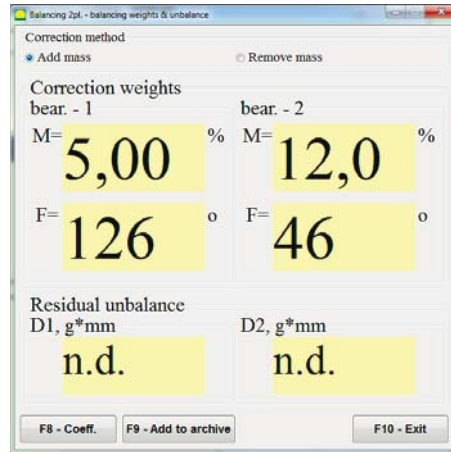 Balancing 2pl. - balancing weights & unbalance
Correction method
Add mass Remove mass
Correction weights
bear. - 1 bear. - 2
M= 5,00 % M= 12,0 %
F= 126 o F= 46 o
Residual unbalance
D1, g*mm D2, g*mm
n.d. n.d.
F8 - Coeff. F9 - Add to archive F10 - Exit